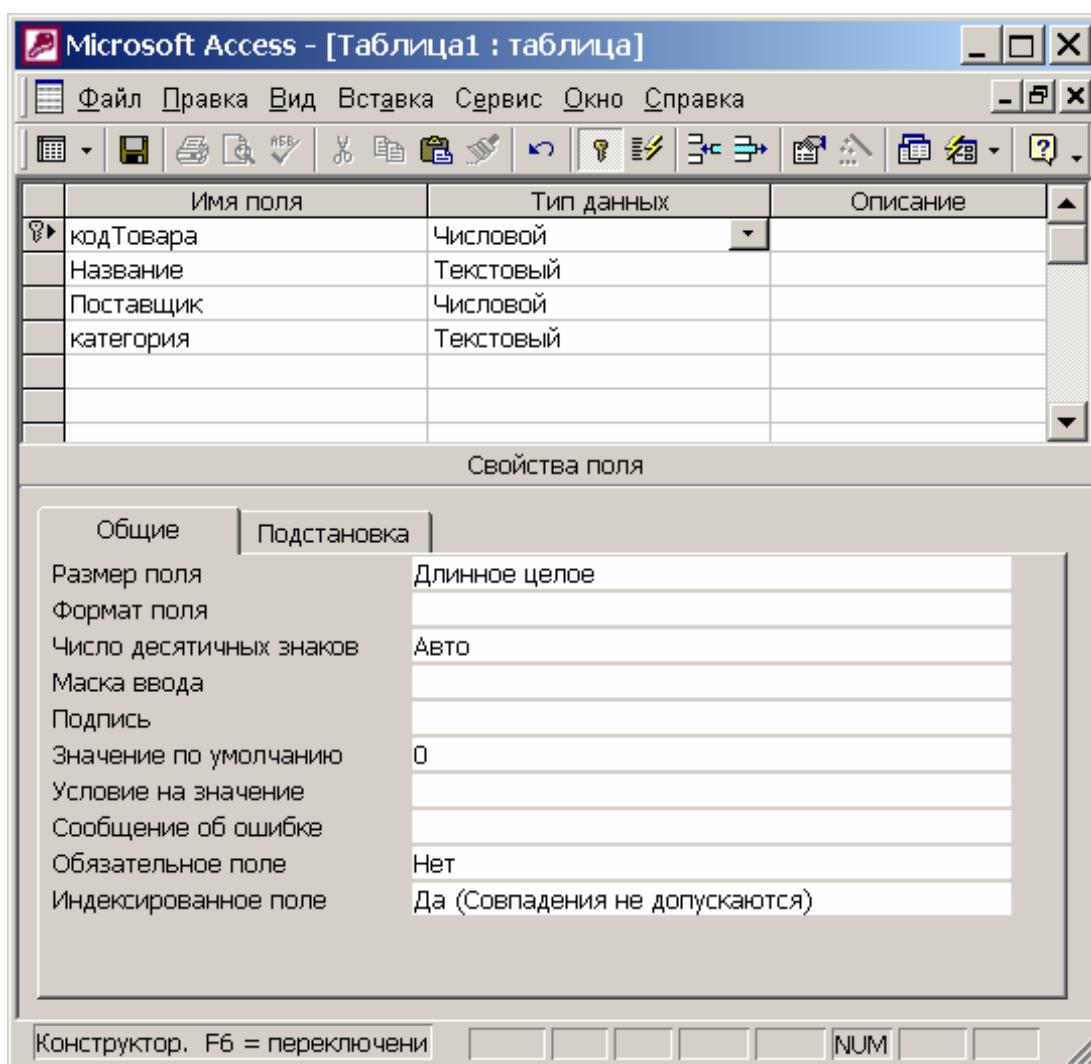 Microsoft Access - [Таблица1 : таблица]
Файл Правка Вид Вставка Сервис Окно Справка
Имя поля Тип данных Описание
кодТовара Числовой
Название Текстовый
Поставщик Числовой
категория Текстовый
Свойства поля
Общие Подстановка
Размер поля Длинное целое
Формат поля
Число десятичных знаков Авто
Маска ввода
Подпись
Значение по умолчанию 0
Условие на значение
Сообщение об ошибке
Обязательное поле Нет
Индексированное поле Да (Совпадения не допускаются)
Конструктор. F6 = переключени NUM